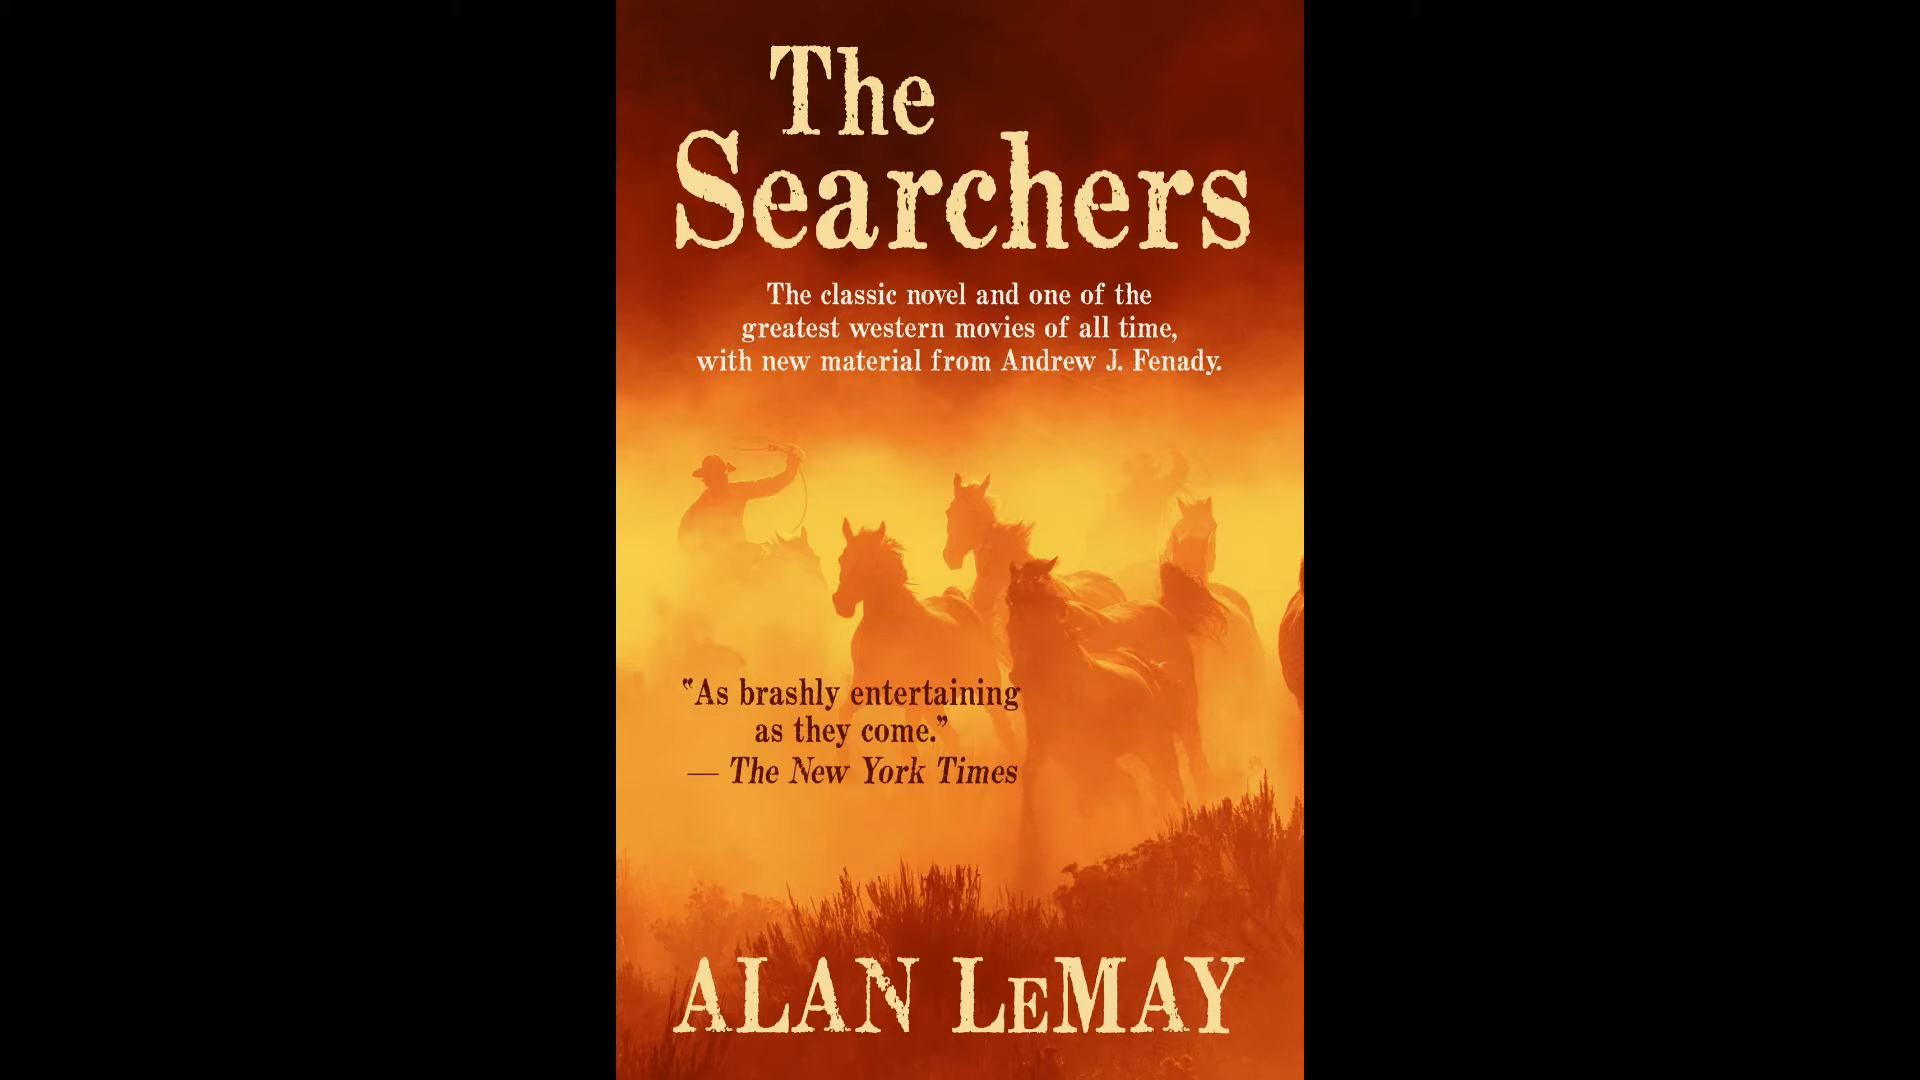 The
Searchers
The classic novel and one of the
greatest western movies of all time,
with new material from Andrew J. Fenady.
“As brashly entertaining
as they come.”
— The New York Times
ALAN LEMAY